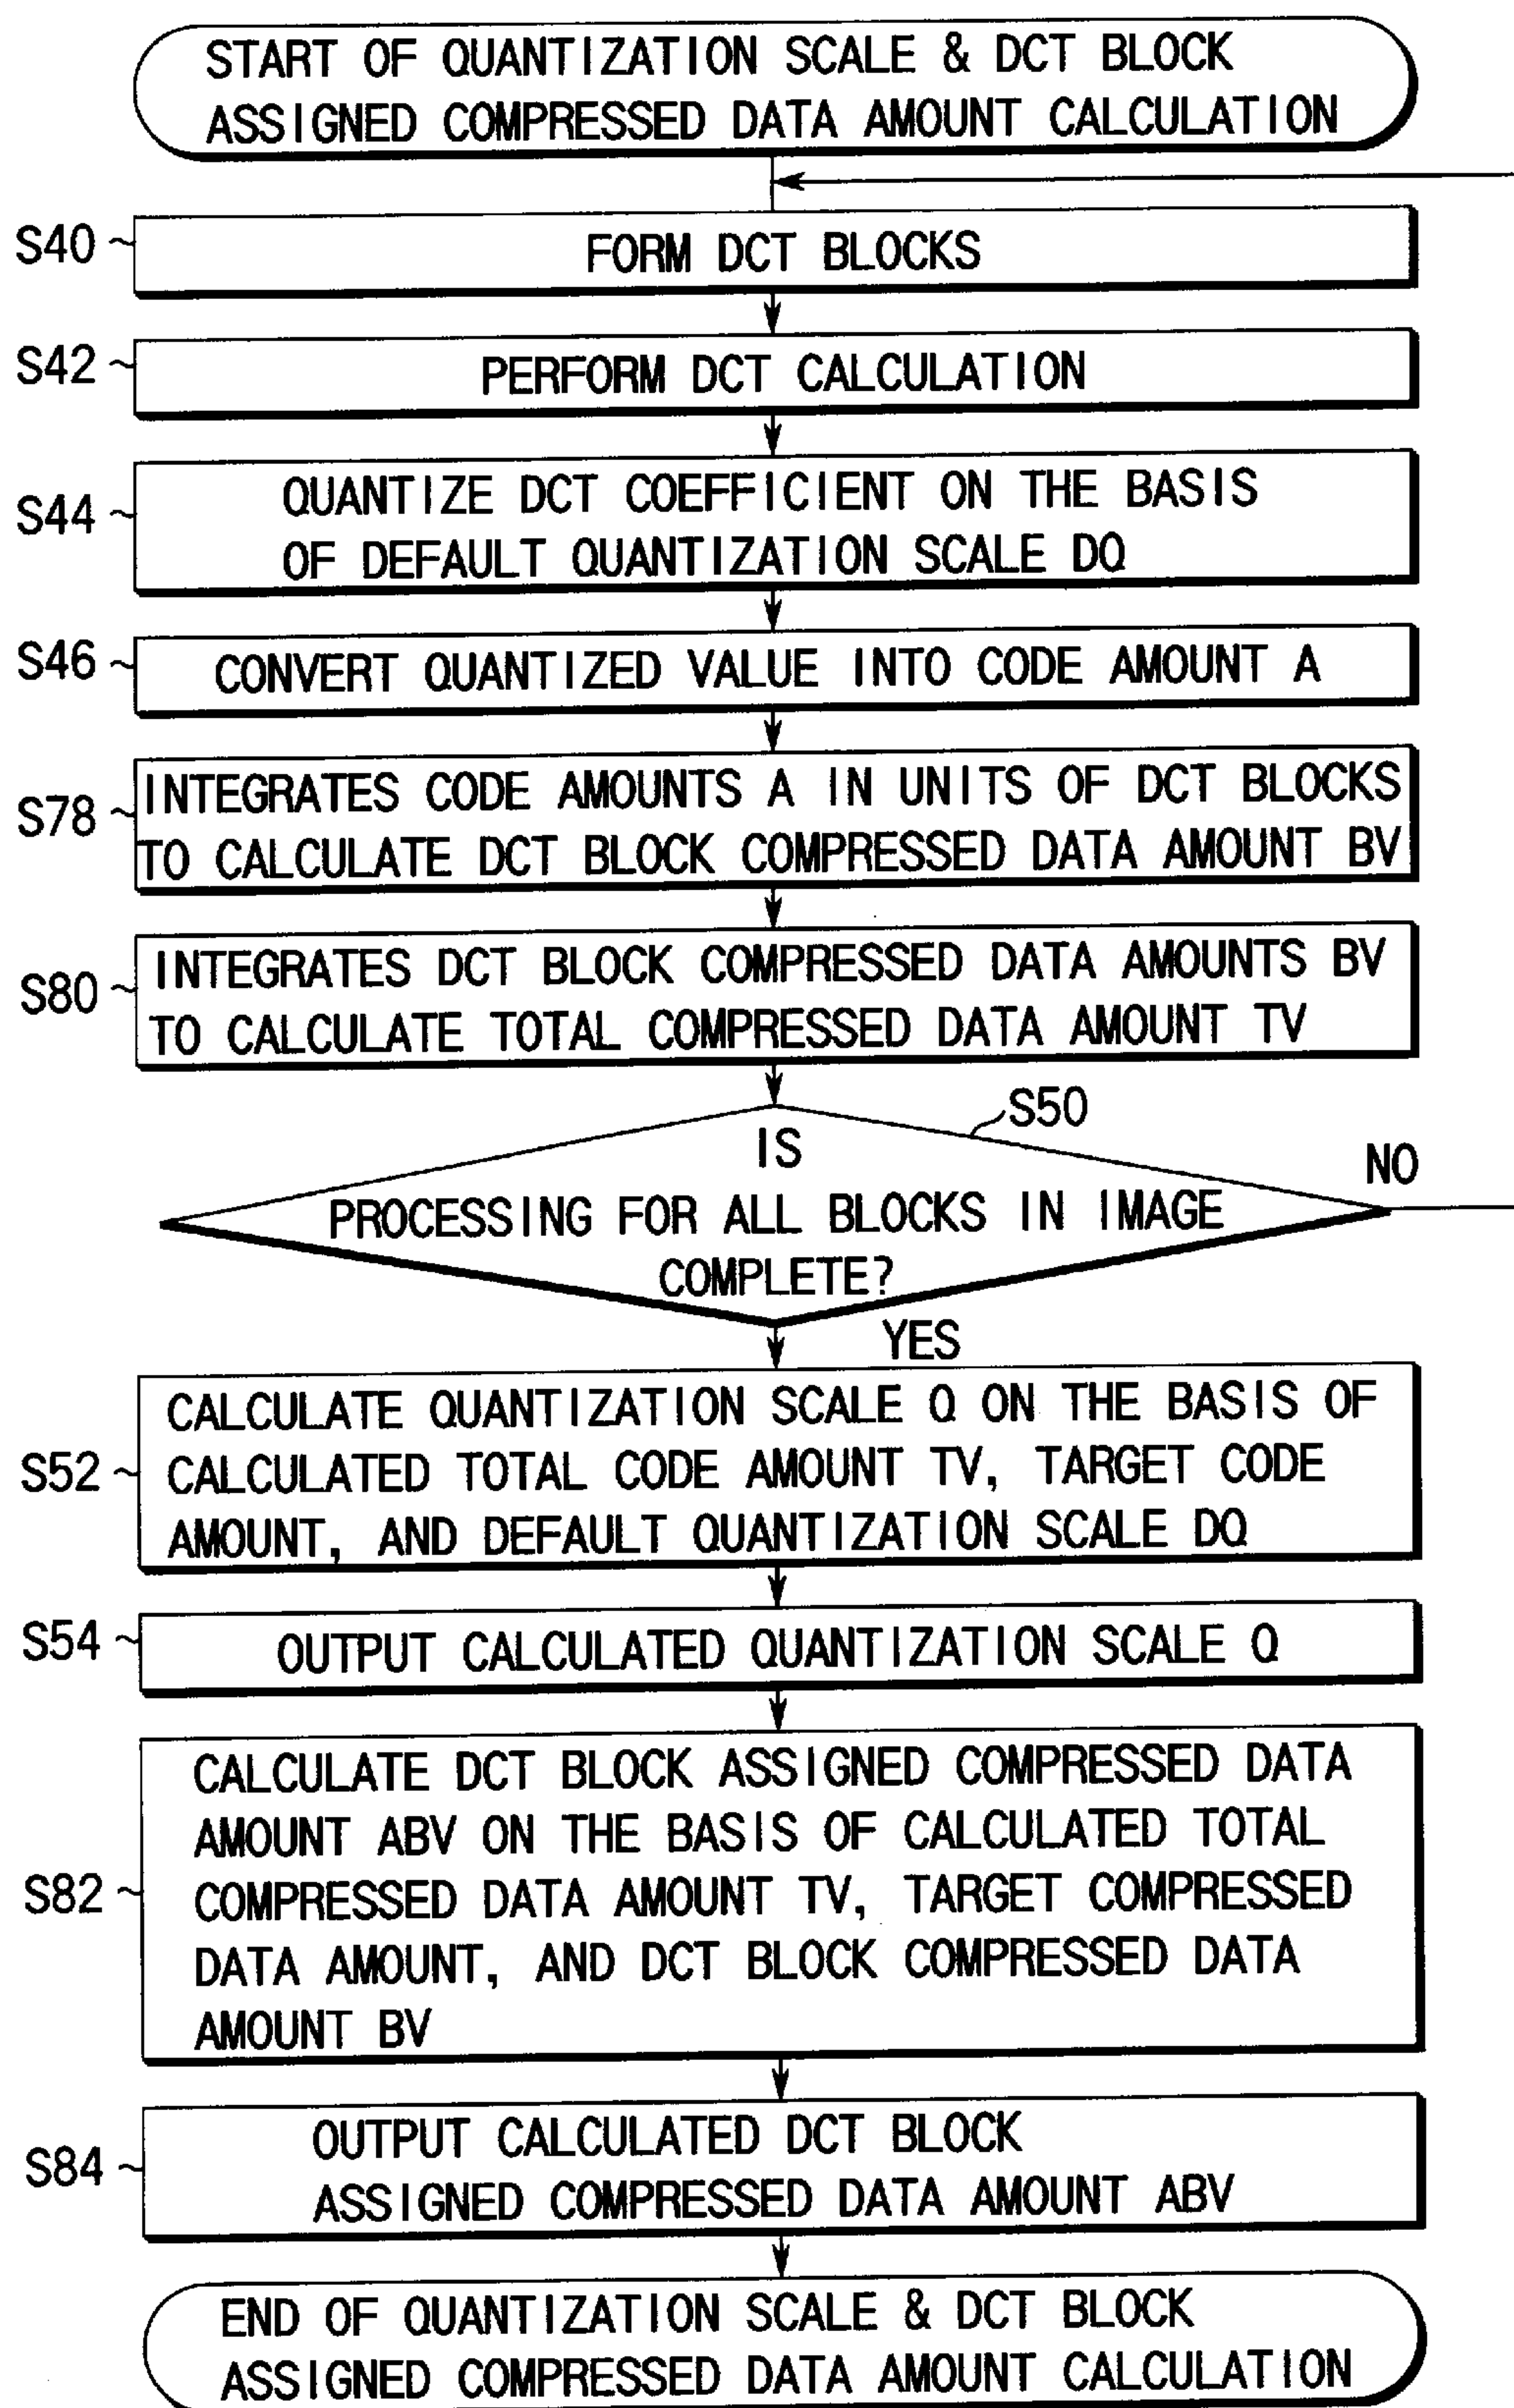 START OF QUANTIZATION SCALE & DCT BLOCK
ASSIGNED COMPRESSED DATA AMOUNT CALCULATION
S40
FORM DCT BLOCKS
S42
PERFORM DCT CALCULATION
S44
QUANTIZE DCT COEFFICIENT ON THE BASIS
OF DEFAULT QUANTIZATION SCALE DQ
S46
CONVERT QUANTIZED VALUE INTO CODE AMOUNT A
S78
INTEGRATES CODE AMOUNTS A IN UNITS OF DCT BLOCKS
TO CALCULATE DCT BLOCK COMPRESSED DATA AMOUNT BV
S80
INTEGRATES DCT BLOCK COMPRESSED DATA AMOUNTS BV
TO CALCULATE TOTAL COMPRESSED DATA AMOUNT TV
S50
IS
PROCESSING FOR ALL BLOCKS IN IMAGE
COMPLETE?
NO
YES
S52
CALCULATE QUANTIZATION SCALE Q ON THE BASIS OF
CALCULATED TOTAL CODE AMOUNT TV, TARGET CODE
AMOUNT, AND DEFAULT QUANTIZATION SCALE DQ
S54
OUTPUT CALCULATED QUANTIZATION SCALE Q
S82
CALCULATE DCT BLOCK ASSIGNED COMPRESSED DATA
AMOUNT ABV ON THE BASIS OF CALCULATED TOTAL
COMPRESSED DATA AMOUNT TV, TARGET COMPRESSED
DATA AMOUNT, AND DCT BLOCK COMPRESSED DATA
AMOUNT BV
S84
OUTPUT CALCULATED DCT BLOCK
ASSIGNED COMPRESSED DATA AMOUNT ABV
END OF QUANTIZATION SCALE & DCT BLOCK
ASSIGNED COMPRESSED DATA AMOUNT CALCULATION